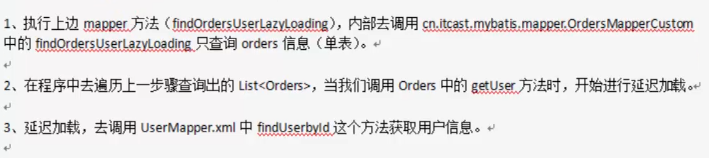 1、执行上边 mapper 方法（findOrdersUserLazyLoading），内部去调用 cn.itcast.mybatis.mapper.OrdersMapperCustom
中的 findOrdersUserLazyLoading 只查询 orders 信息（单表）。
2、在程序中去遍历上一步骤查询出的 List<Orders>，当我们调用 Orders 中的 getUser 方法时，开始进行延迟加载。
3、延迟加载，去调用 UserMapper.xml 中 findUserbyId 这个方法获取用户信息。